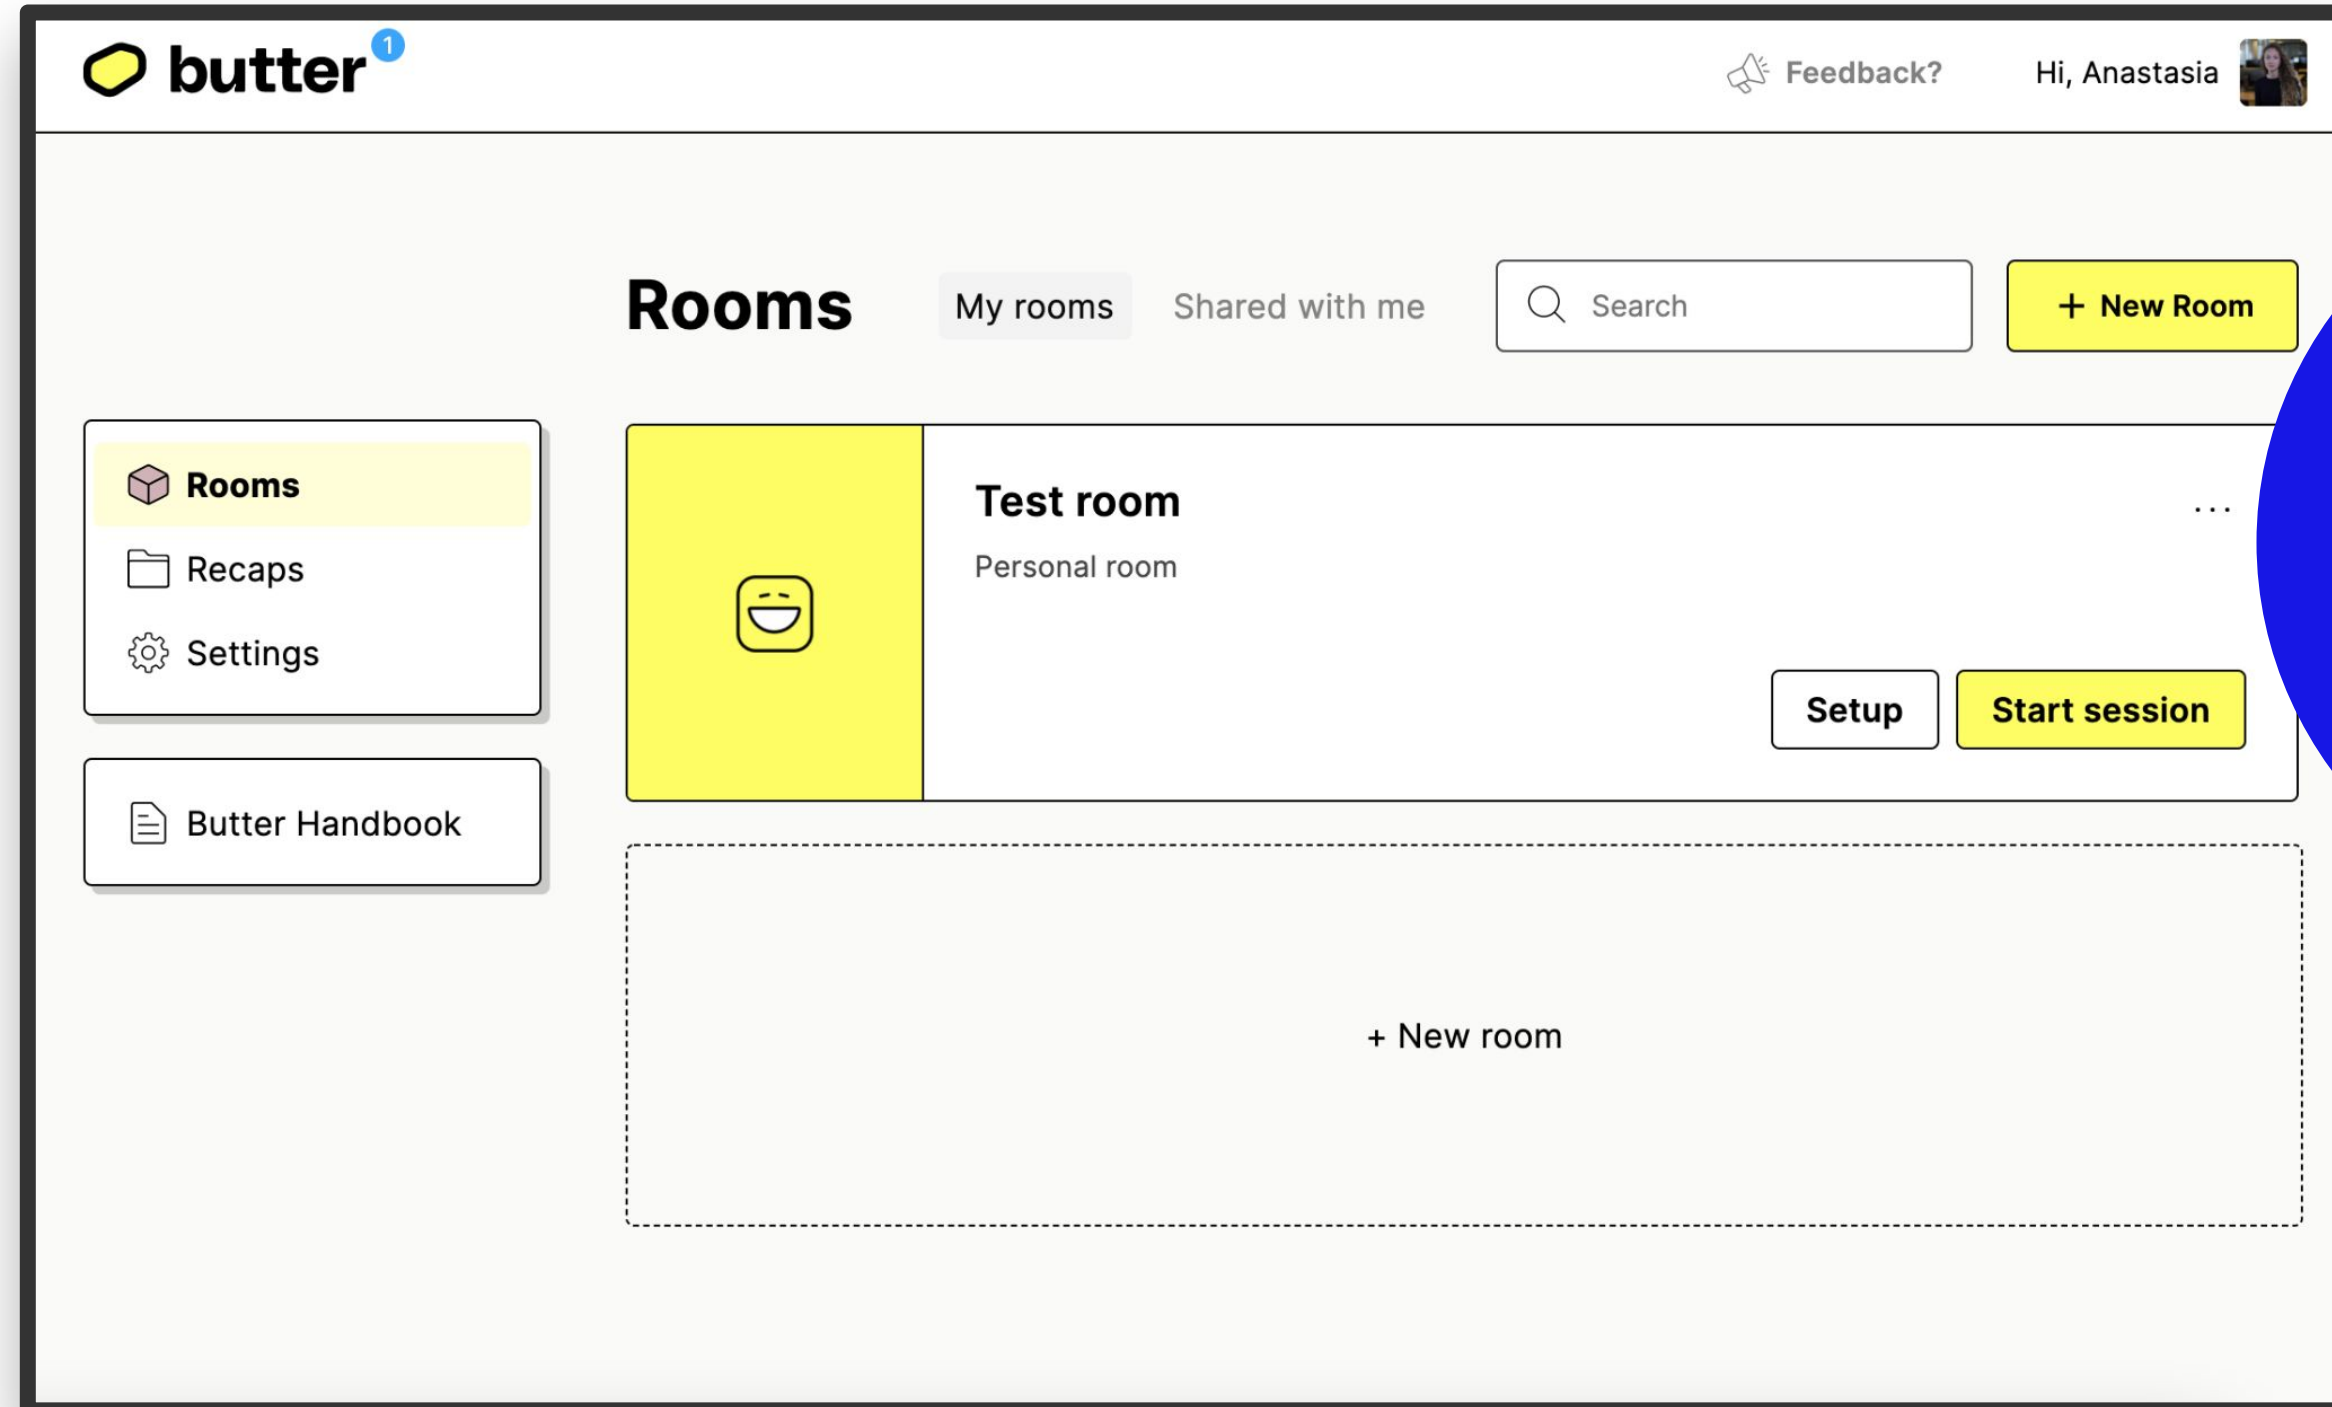 butter 1
Feedback?
Hi, Anastasia
Rooms
My rooms
Shared with me
Search
+ New Room
Rooms
Recaps
Settings
Butter Handbook
Test room
...
Personal room
Setup
Start session
+ New room